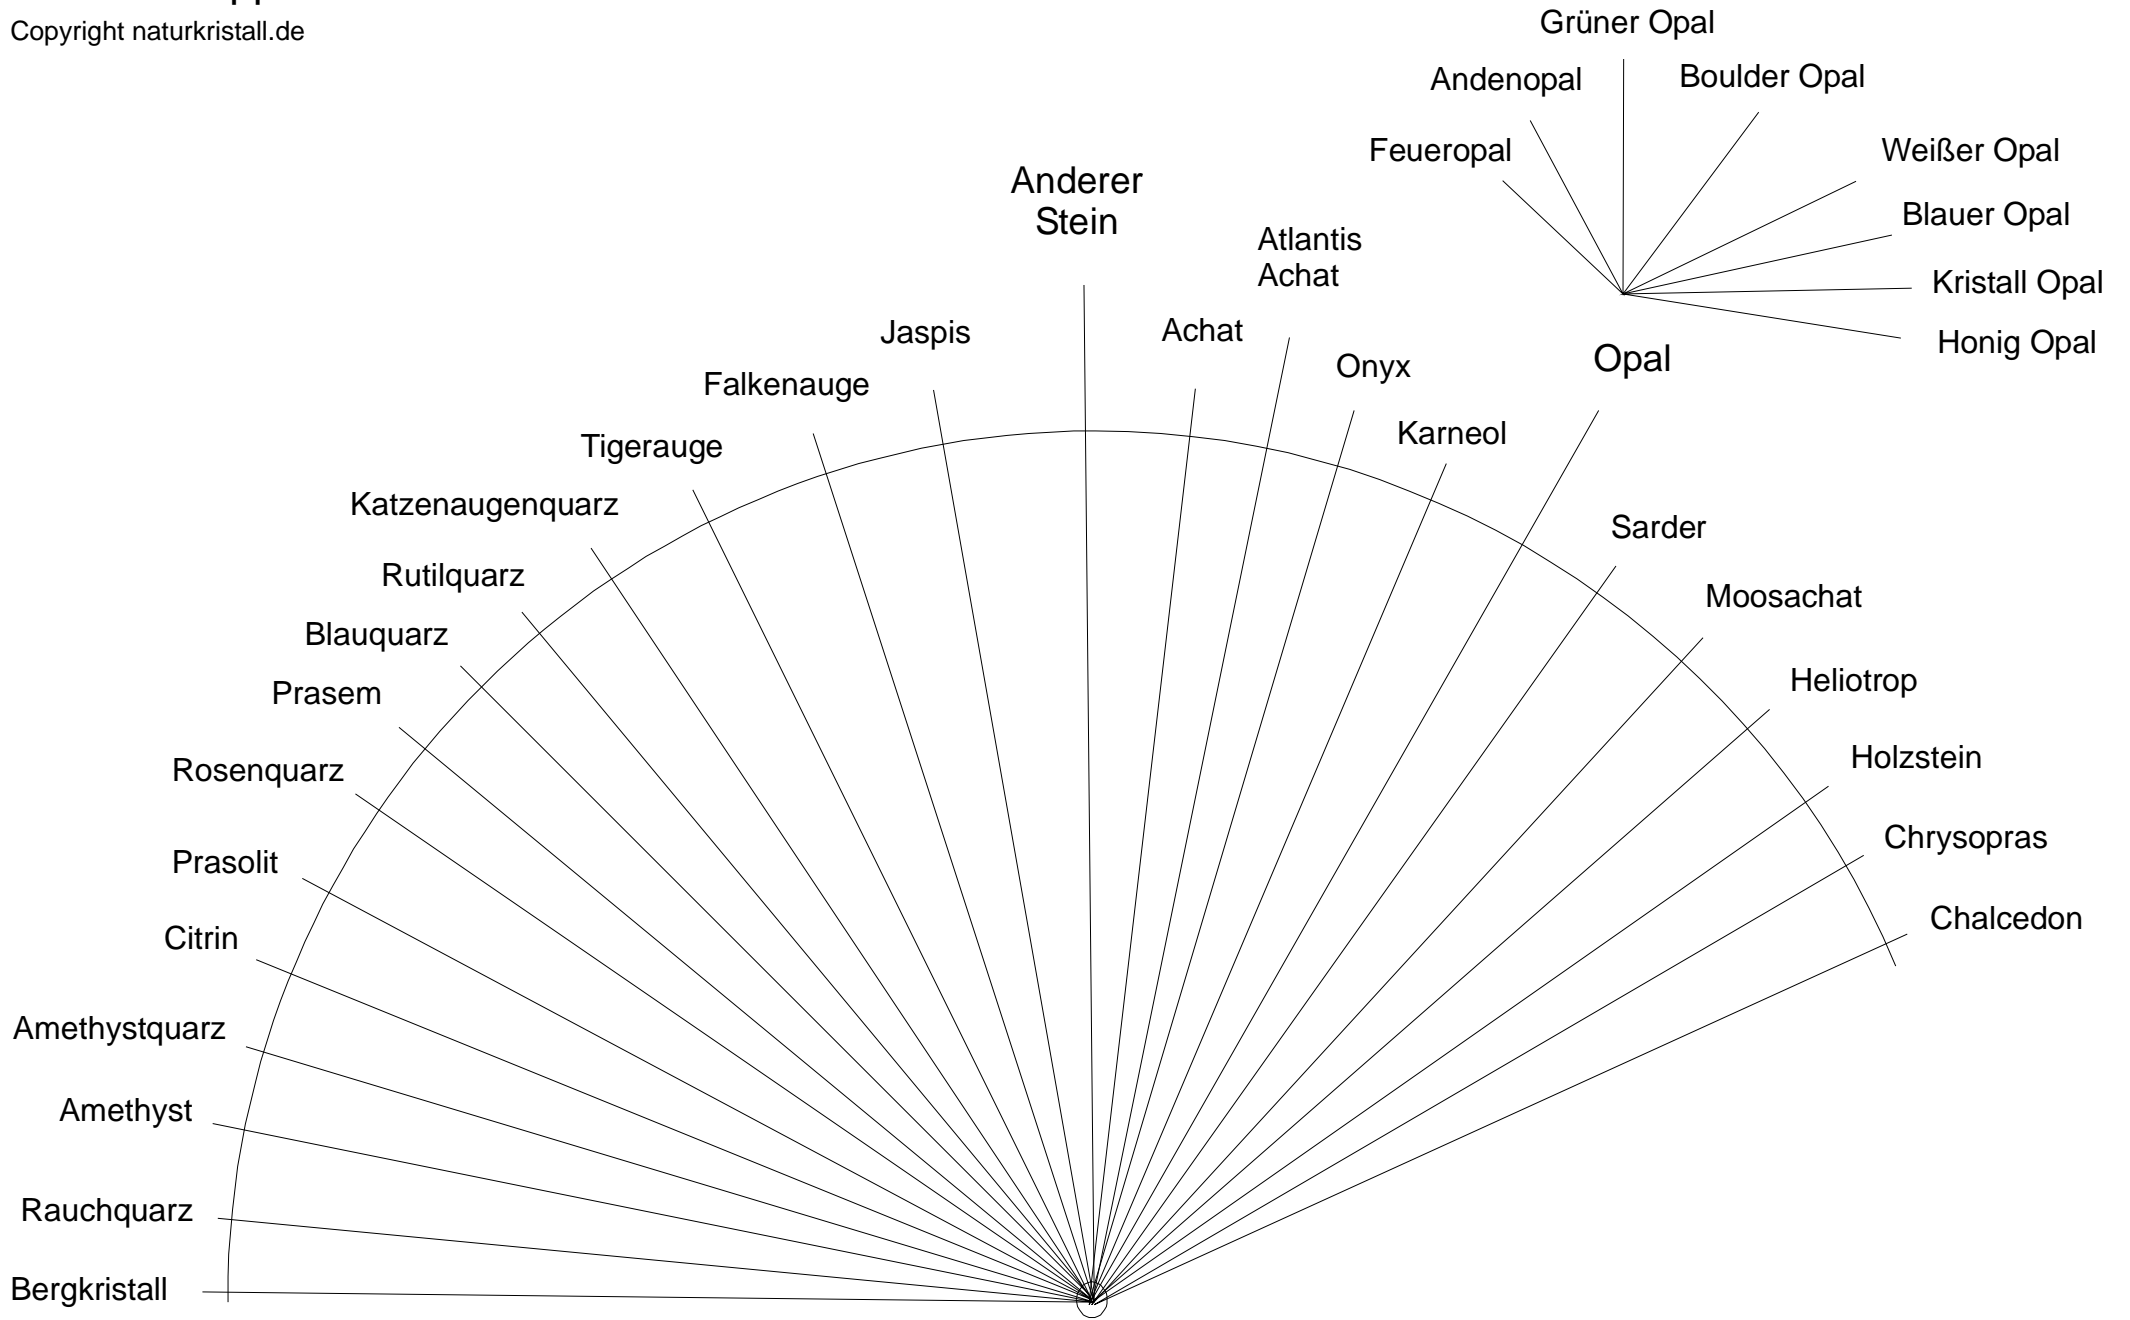 Copyright naturkristall.de
Grüner Opal
Andenopal
Boulder Opal
Feueropal
Weißer Opal
Anderer
Stein
Blauer Opal
Atlantis
Achat
Kristall Opal
Jaspis
Achat
Honig Opal
Onyx
Opal
Falkenauge
Karneol
Tigerauge
Katzenaugenquarz
Sarder
Rutilquarz
Moosachat
Blauquarz
Heliotrop
Prasem
Holzstein
Rosenquarz
Chrysopras
Prasolit
Chalcedon
Citrin
Amethystquarz
Amethyst
Rauchquarz
Bergkristall